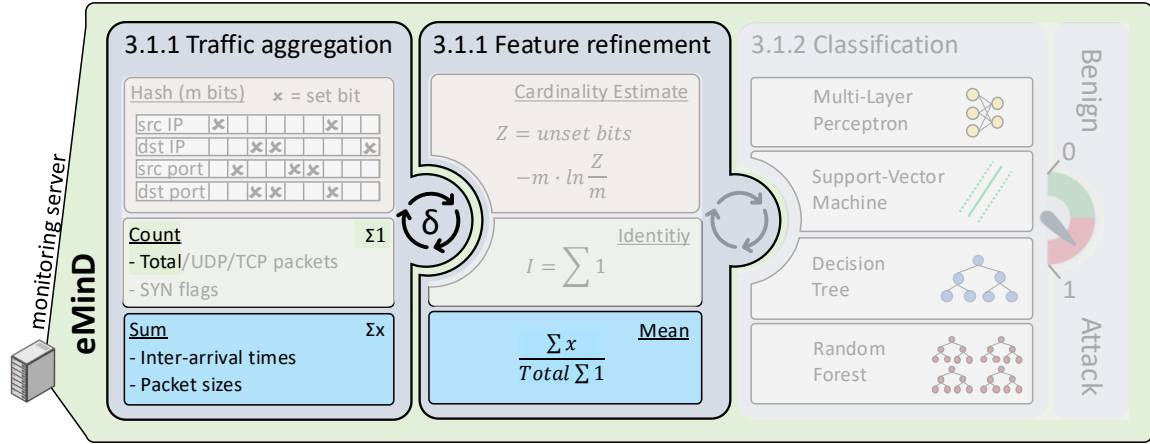 monitoring server
eMinD
3.1.1 Traffic aggregation
Hash (m bits) × = set bit
src IP
dst IP
src port
dst port
Count Σ1
- Total/UDP/TCP packets
- SYN flags
Sum Σx
- Inter-arrival times
- Packet sizes
δ
3.1.1 Feature refinement
Cardinality Estimate
Z = unset bits
−m · ln Z/m
Identitiy
I = ∑ 1
Mean
∑ x
Total ∑ 1
3.1.2 Classification
Multi-Layer
Perceptron
Support-Vector
Machine
Decision
Tree
Random
Forest
Benign
0
1
Attack